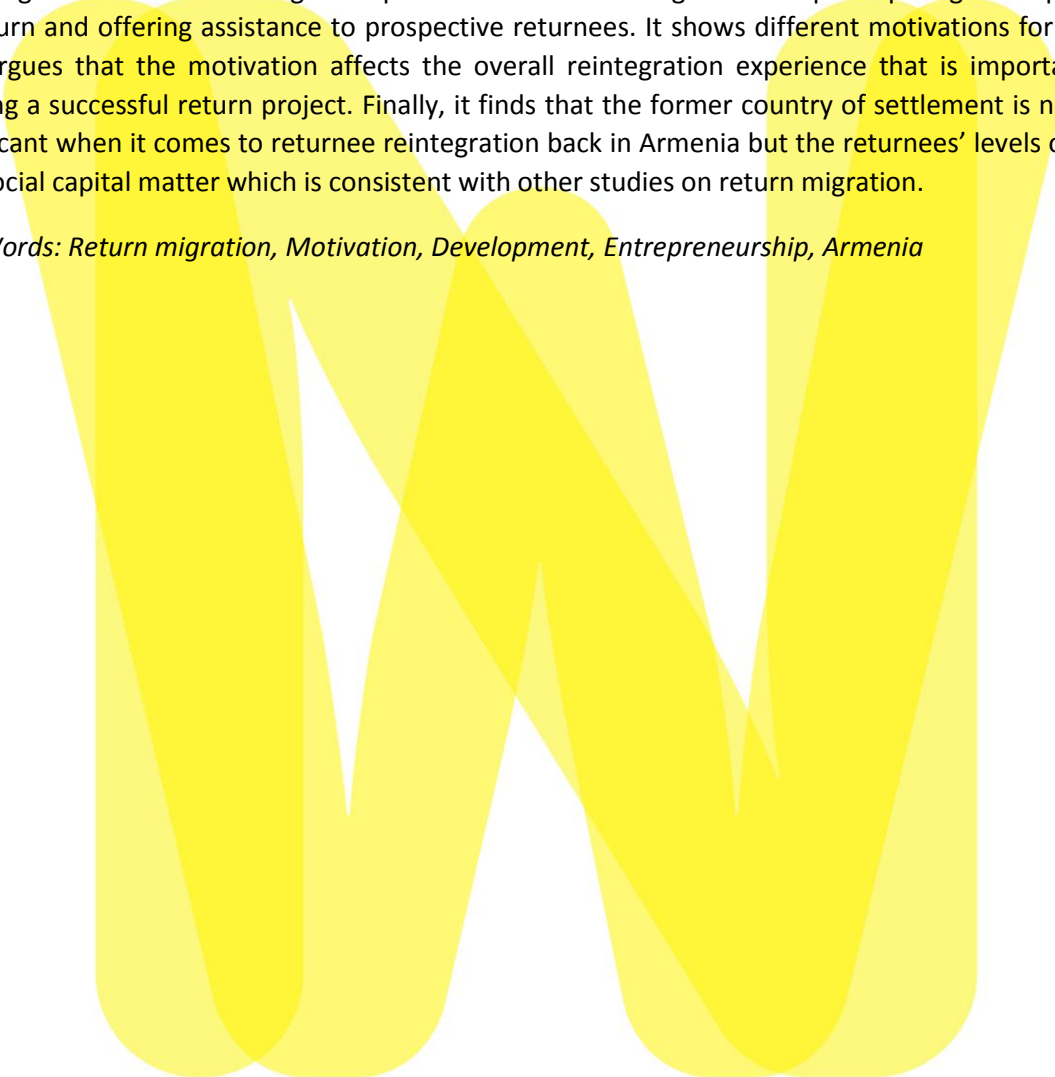 urn and offering assistance to prospective returnees. It shows different motivations for
rgues that the motivation affects the overall reintegration experience that is importa
ng a successful return project. Finally, it finds that the former country of settlement is n
cant when it comes to returnee reintegration back in Armenia but the returnees’ levels
ocial capital matter which is consistent with other studies on return migration.
Words: Return migration, Motivation, Development, Entrepreneurship, Armenia